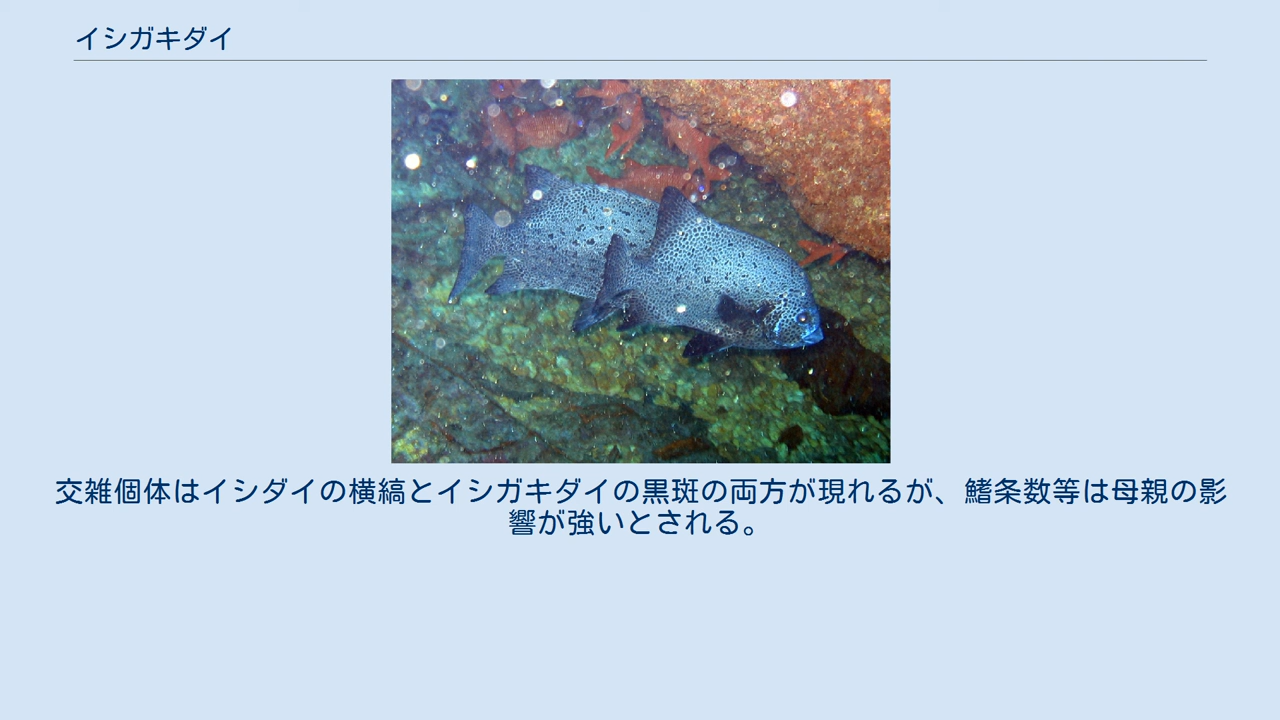 イシガキダイ
交雑個体はイシダイの横縞とイシガキダイの黒斑の両方が現れるが、鰭条数等は母親の影
響が強いとされる。